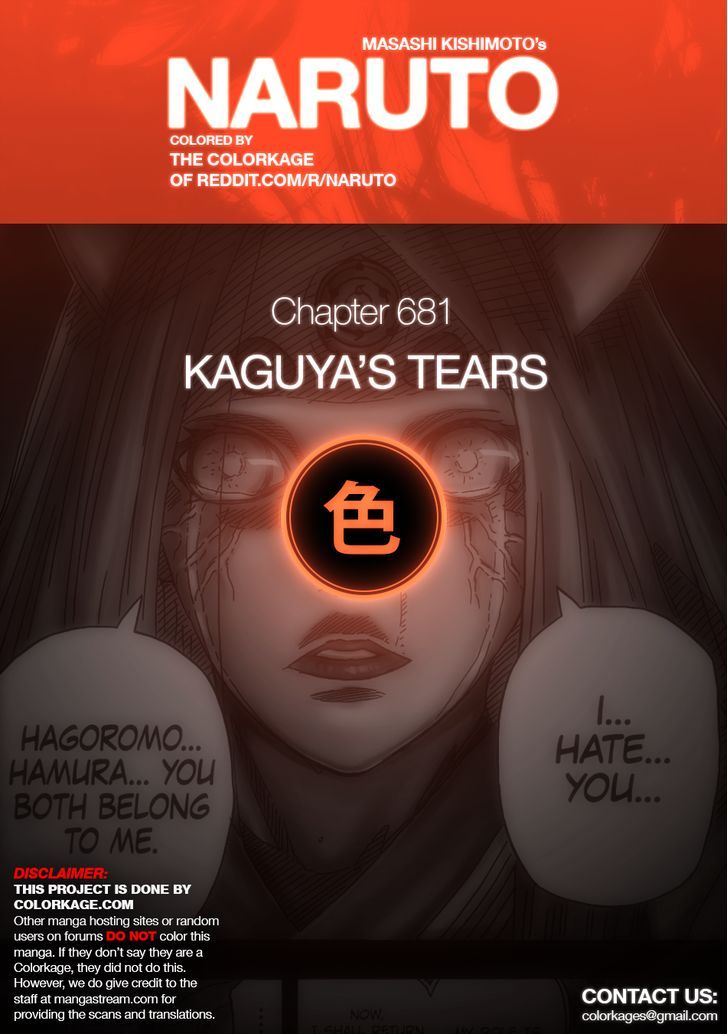 MASASHI KISHIMOTO's
NARUTO
COLORED BY
THE COLORKAGE
OF REDDIT.COM/R/NARUTO
Chapter 681
KAGUYA'S TEARS
色
I...
HATE...
YOU...
HAGOROMO...
HAMURA... YOU
BOTH BELONG
TO ME.
DISCLAIMER:
THIS PROJECT IS DONE BY
COLORKAGE.COM
Other manga hosting sites or random
users on forums DO NOT color this
manga. If they don't say they are a
Colorkage, they did not do this.
However, we do give credit to the
staff at mangastream.com for
providing the scans and translations.
CONTACT US:
colorkages@gmail.com
NOW,
I SHALL RETURN